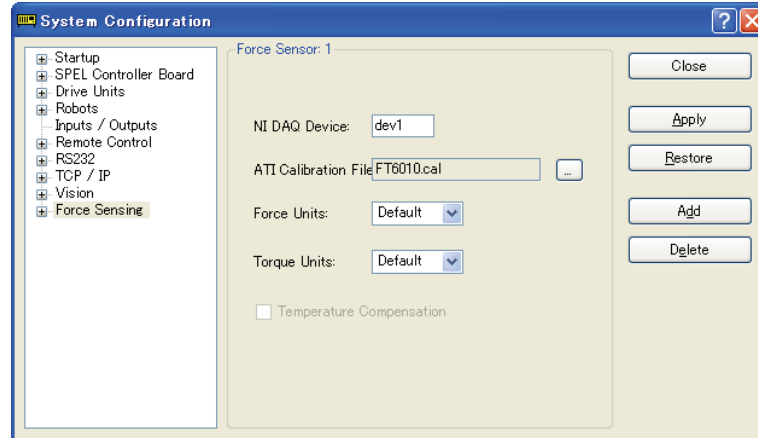 System Configuration
Startup
SPEL Controller Board
Drive Units
Robots
Inputs / Outputs
Remote Control
RS232
TCP / IP
Vision
Force Sensing
Force Sensor: 1
NI DAQ Device: dev1
ATI Calibration File FT6010.cal ...
Force Units: Default
Torque Units: Default
Temperature Compensation
Close
Apply
Restore
Add
Delete